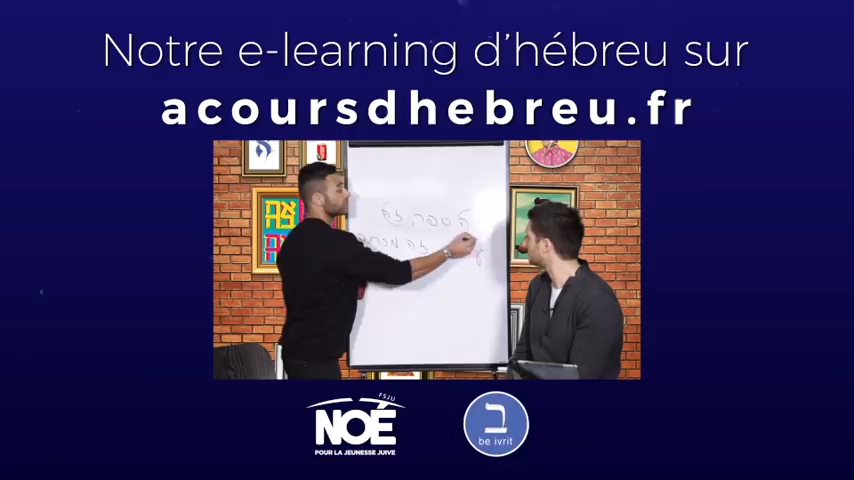 Notre e-learning d'hébreu sur
acoursdhebreu.fr
FSJU
NOÉ
POUR LA JEUNESSE JUIVE
ב
be ivrit